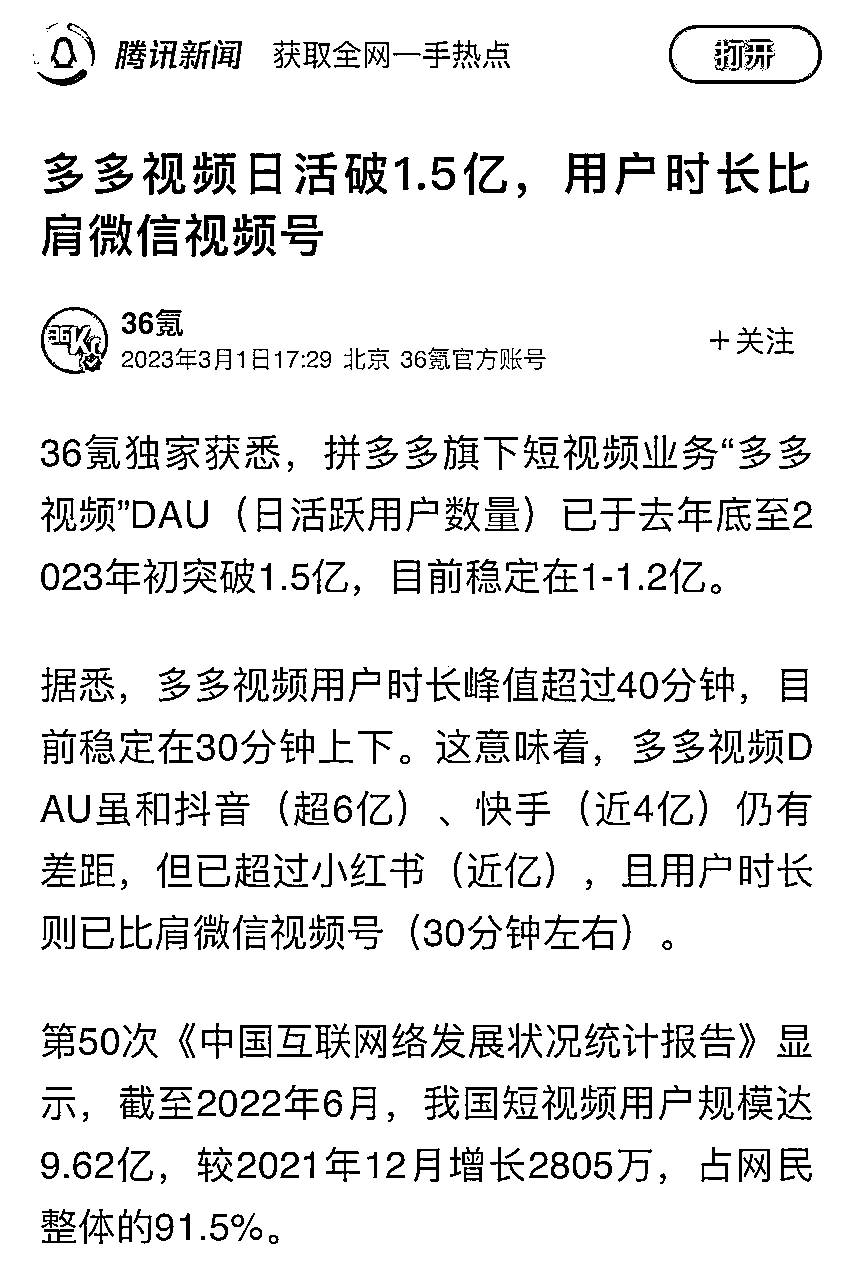 腾讯新闻 获取全网一手热点 打开
多多视频日活破1.5亿，用户时长比
肩微信视频号
36Kr
36氪
2023年3月1日17:29 北京 36氪官方账号
+关注
36氪独家获悉，拼多多旗下短视频业务“多多
视频”DAU（日活跃用户数量）已于去年底至2
023年初突破1.5亿，目前稳定在1-1.2亿。
据悉，多多视频用户时长峰值超过40分钟，目
前稳定在30分钟上下。这意味着，多多视频D
AU虽和抖音（超6亿）、快手（近4亿）仍有
差距，但已超过小红书（近亿），且用户时长
则已比肩微信视频号（30分钟左右）。
第50次《中国互联网络发展状况统计报告》显
示，截至2022年6月，我国短视频用户规模达
9.62亿，较2021年12月增长2805万，占网民
整体的91.5%。